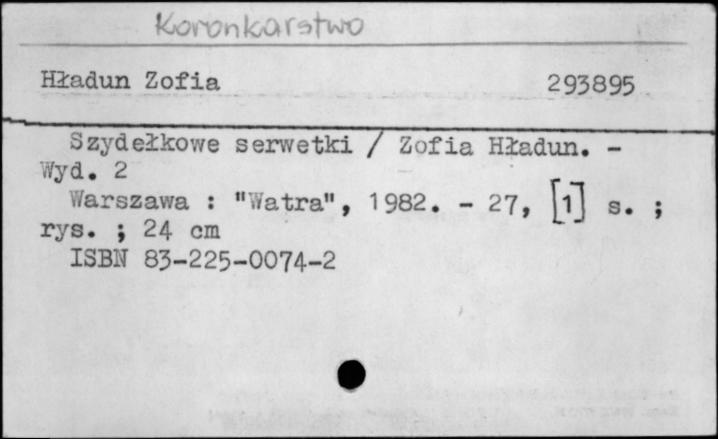 Koronkarstwo
Hładun Zofia 293895
Szydełkowe serwetki / Zofia Hładun. -
Wyd. 2
Warszawa : "Watra", 1982. - 27, [1] s. ;
rys. ; 24 cm
ISBN 83-225-0074-2